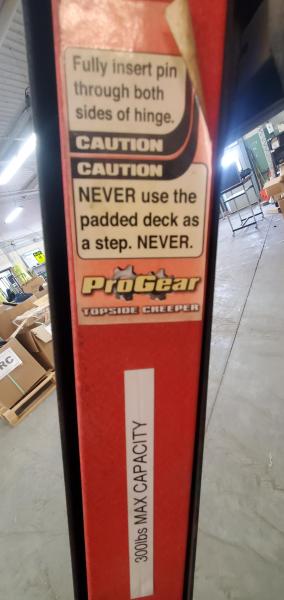 Fully insert pin
through both
sides of hinge.
CAUTION
CAUTION
NEVER use the
padded deck as
a step. NEVER.
ProGear
TOPSIDE CREEPER
300lbs MAX CAPACITY
RC